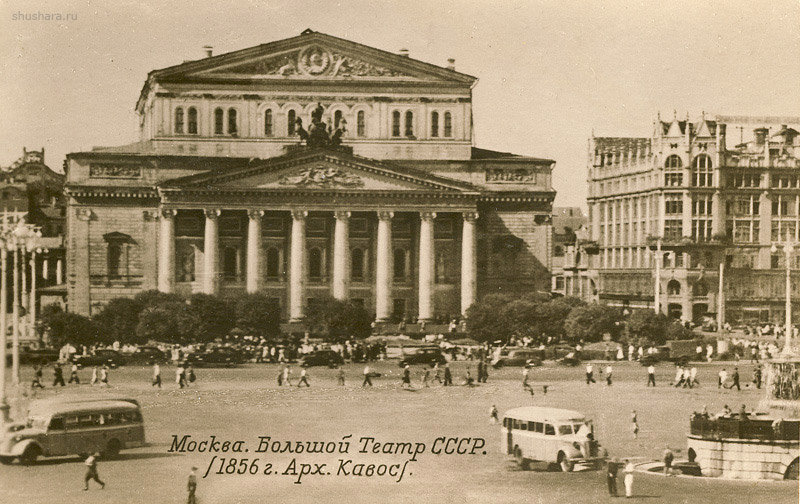 shushara.ru
Москва. Большой Театр СССР.
/1856 г. Арх. Кавос/.